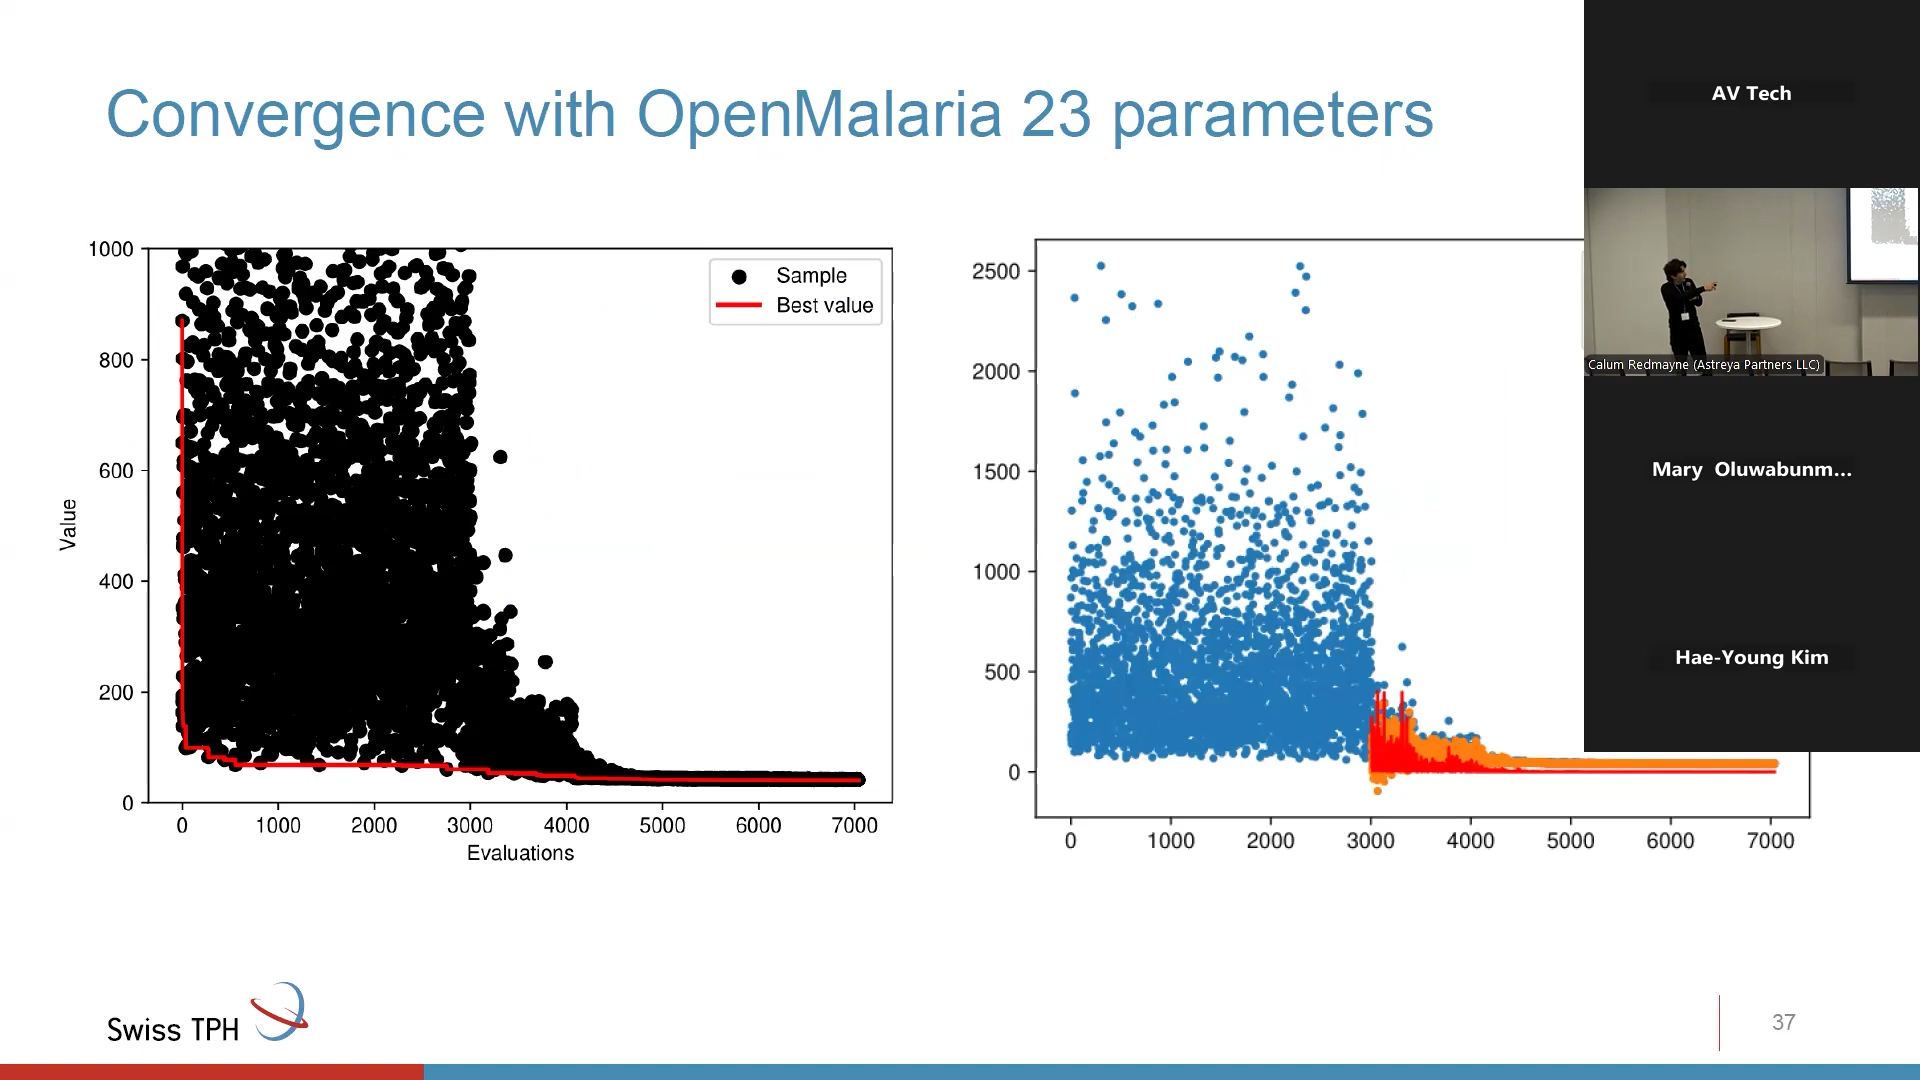 Convergence with OpenMalaria 23 parameters
1000
800
600
400
200
0
Value
0 1000 2000 3000 4000 5000 6000 7000
Evaluations
Sample
Best value
2500
2000
1500
1000
500
0
0 1000 2000 3000 4000 5000 6000 7000
AV Tech
Calum Redmayne (Astreya Partners LLC)
Mary Oluwabunm...
Hae-Young Kim
Swiss TPH
37